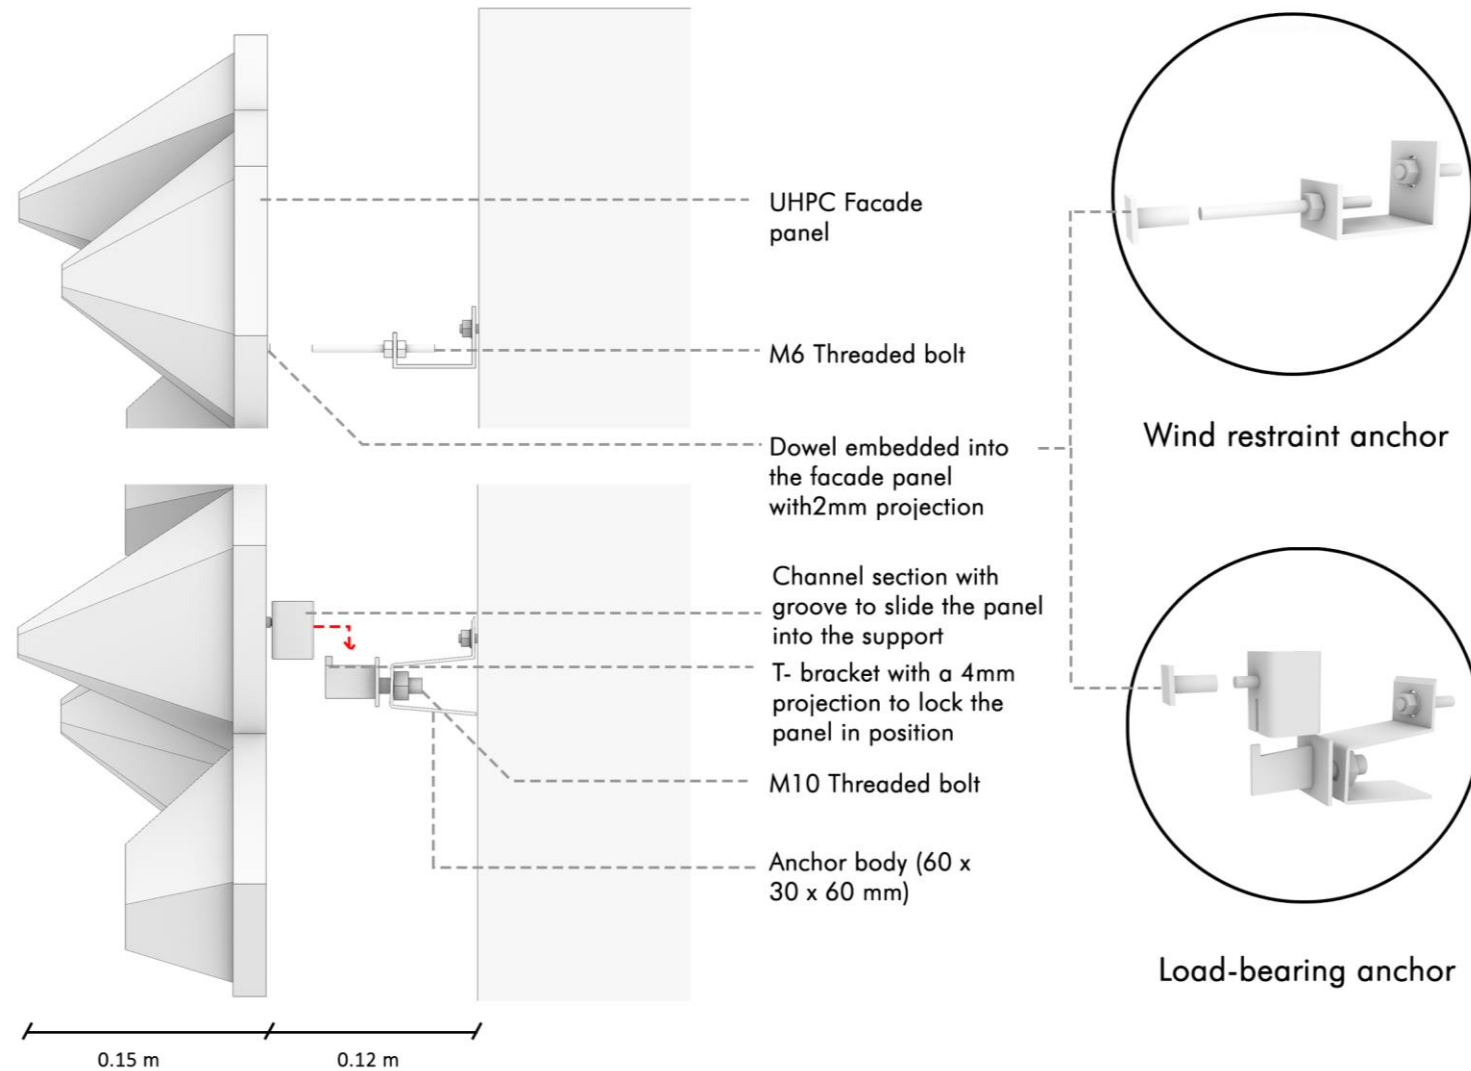 UHPC Facade
panel
M6 Threaded bolt
Dowel embedded into
the facade panel
with2mm projection
Channel section with
groove to slide the panel
into the support
T- bracket with a 4mm
projection to lock the
panel in position
M10 Threaded bolt
Anchor body (60 x
30 x 60 mm)
Wind restraint anchor
Load-bearing anchor
0.15 m
0.12 m